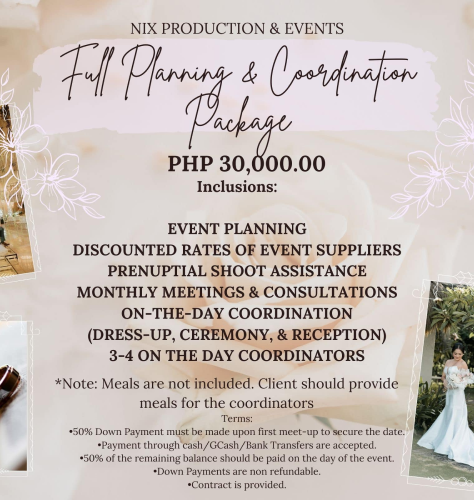 NIX PRODUCTION & EVENTS
Full Planning & Coordination
Package
PHP 30,000.00
Inclusions:
EVENT PLANNING
DISCOUNTED RATES OF EVENT SUPPLIERS
PRENUPTIAL SHOOT ASSISTANCE
MONTHLY MEETINGS & CONSULTATIONS
ON-THE-DAY COORDINATION
(DRESS-UP, CEREMONY, & RECEPTION)
3-4 ON THE DAY COORDINATORS
*Note: Meals are not included. Client should provide
meals for the coordinators
Terms:
•50% Down Payment must be made upon first meet-up to secure the date.
•Payment through cash/GCash/Bank Transfers are accepted.
•50% of the remaining balance should be paid on the day of the event.
•Down Payments are non refundable.
•Contract is provided.